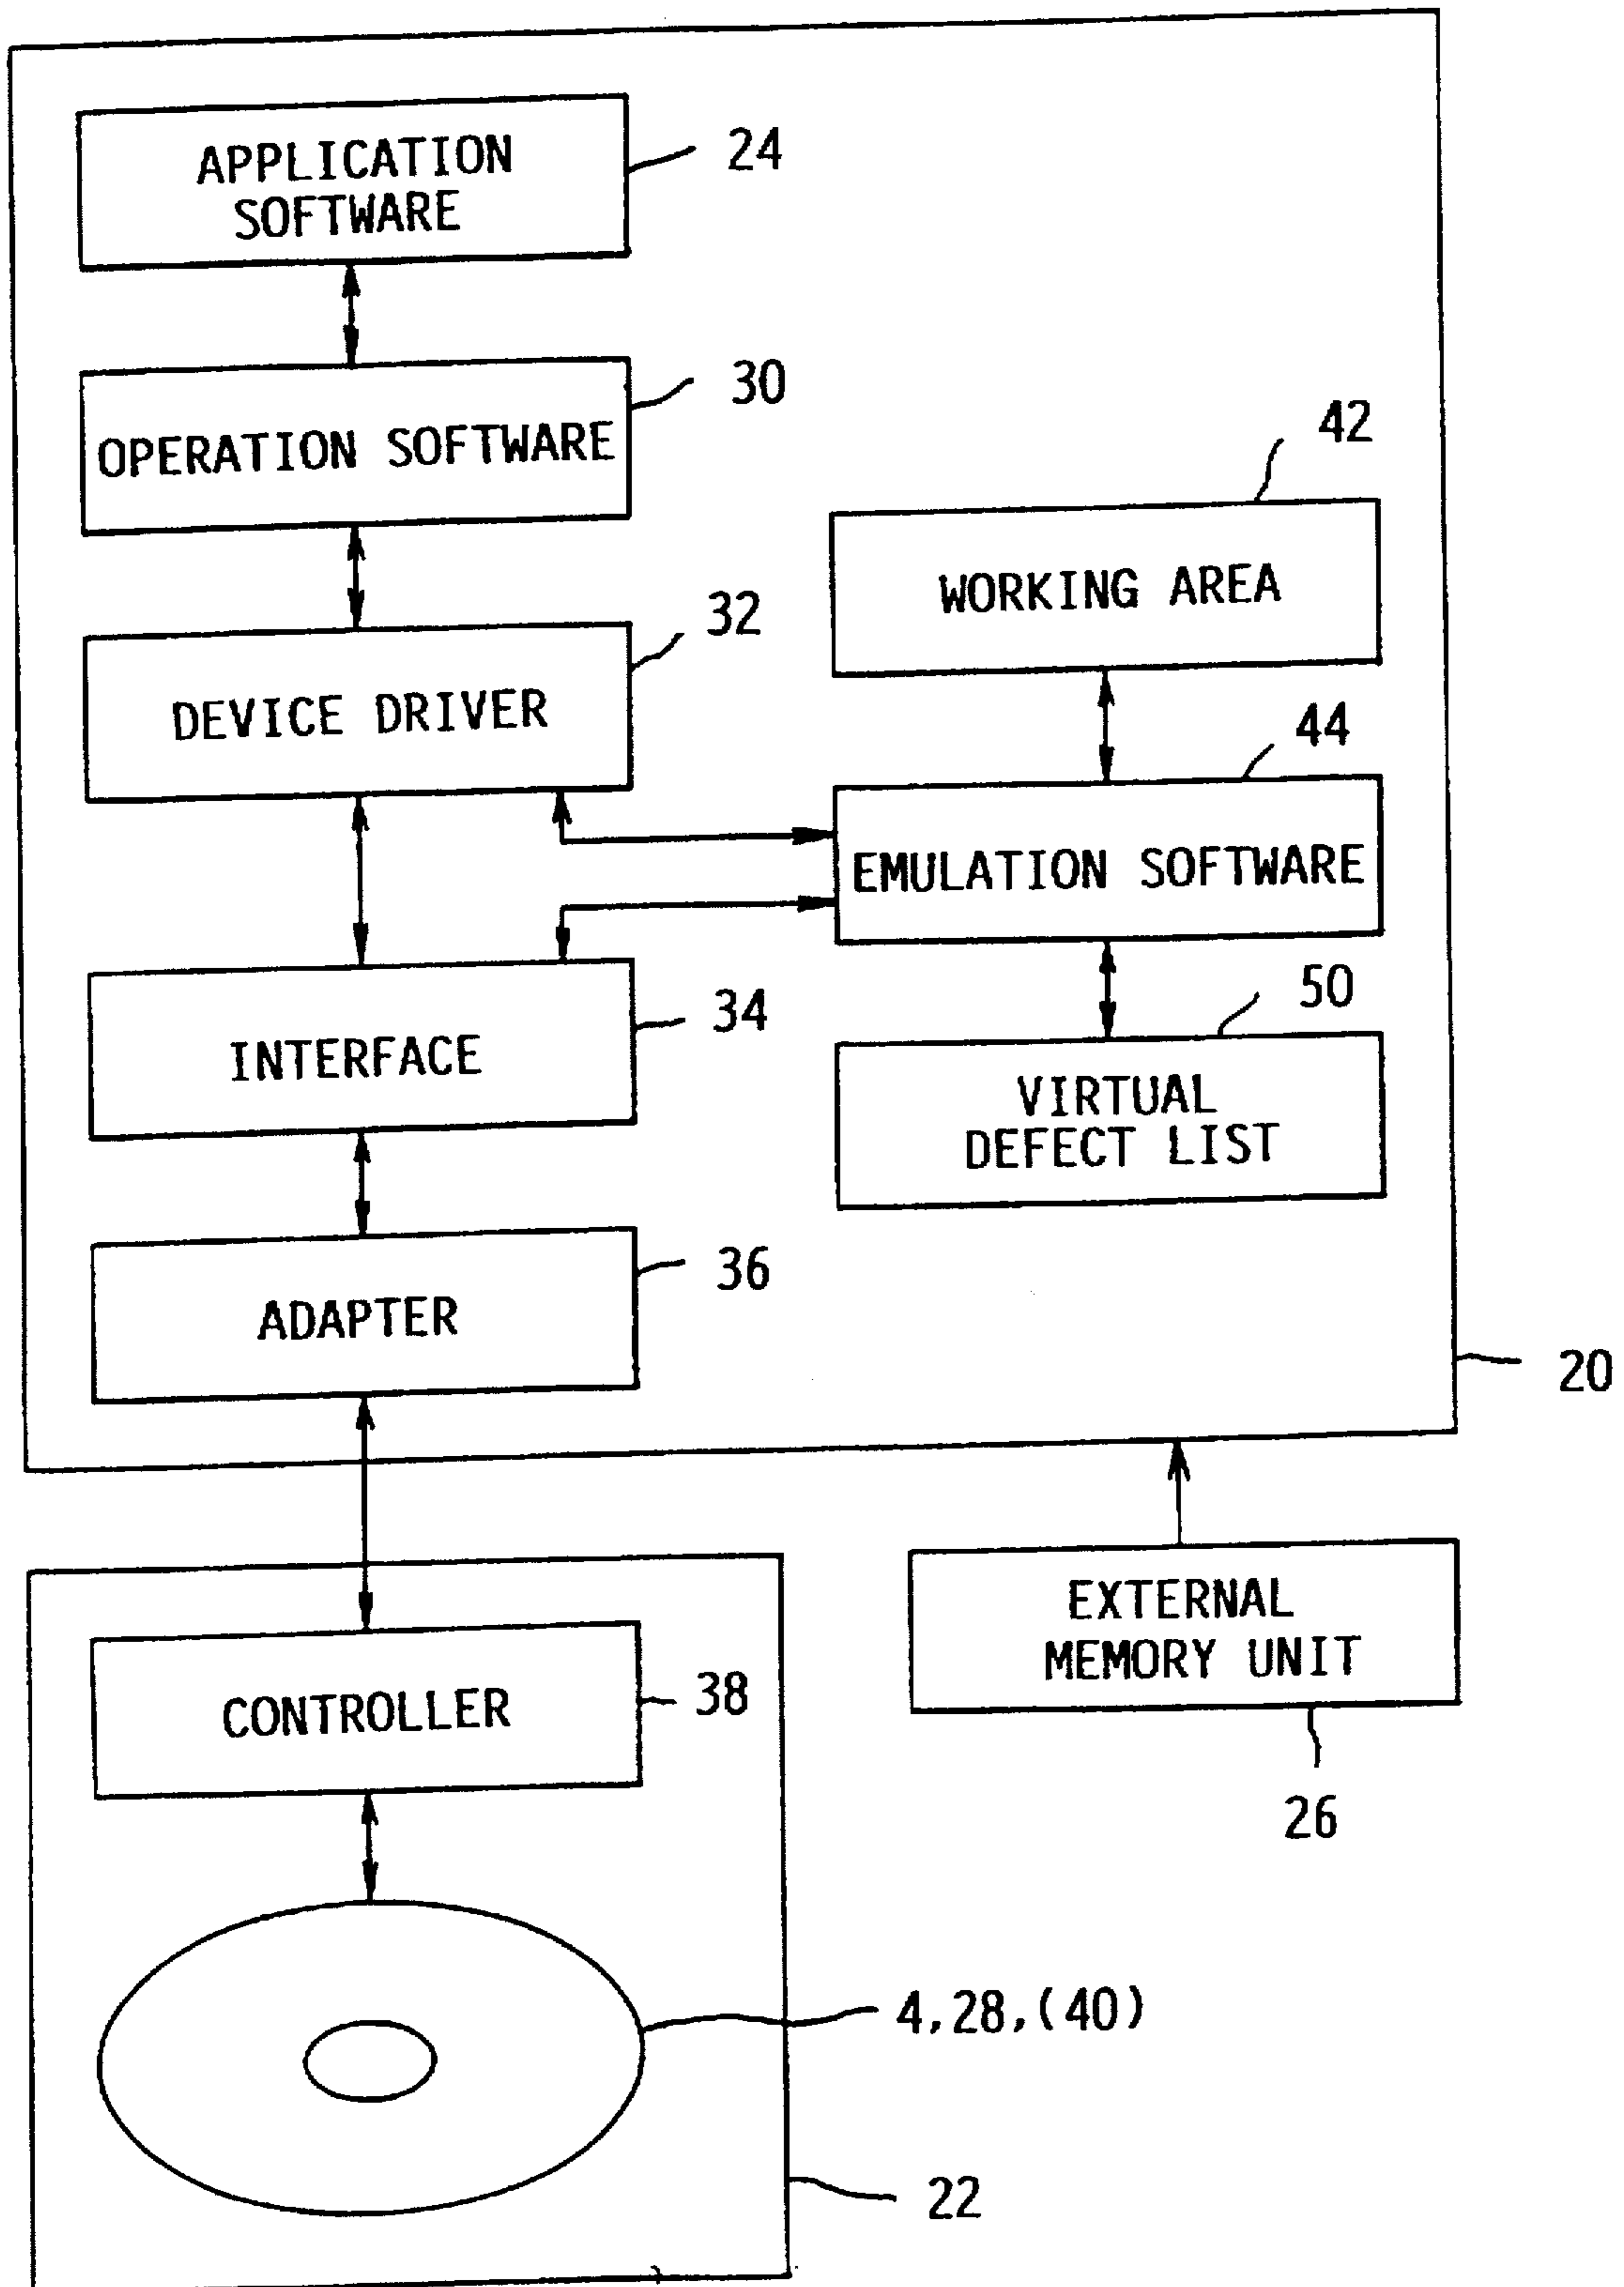 APPLICATION
SOFTWARE
24
OPERATION SOFTWARE
30
DEVICE DRIVER
32
WORKING AREA
42
EMULATION SOFTWARE
44
INTERFACE
34
VIRTUAL
DEFECT LIST
50
ADAPTER
36
20
CONTROLLER
38
EXTERNAL
MEMORY UNIT
26
4,28,(40)
22